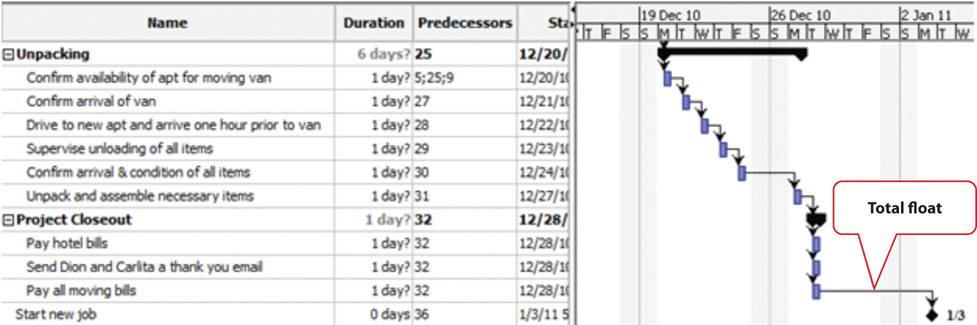 Name Duration Predecessors Sta 19 Dec 10 26 Dec 10 2 Jan 11
T F S S M T W T F S S M T W T F S S M T W
Unpacking 6 days? 25 12/20/
Confirm availability of apt for moving van 1 day? 5;25;9 12/20/10
Confirm arrival of van 1 day? 27 12/21/10
Drive to new apt and arrive one hour prior to van 1 day? 28 12/22/10
Supervise unloading of all items 1 day? 29 12/23/10
Confirm arrival & condition of all items 1 day? 30 12/24/10
Unpack and assemble necessary items 1 day? 31 12/27/10
Total float
Project Closeout 1 day? 32 12/28/
Pay hotel bills 1 day? 32 12/28/10
Send Dion and Carlita a thank you email 1 day? 32 12/28/10
Pay all moving bills 1 day? 32 12/28/10
Start new job 0 days 36 1/3/11 5 1/3